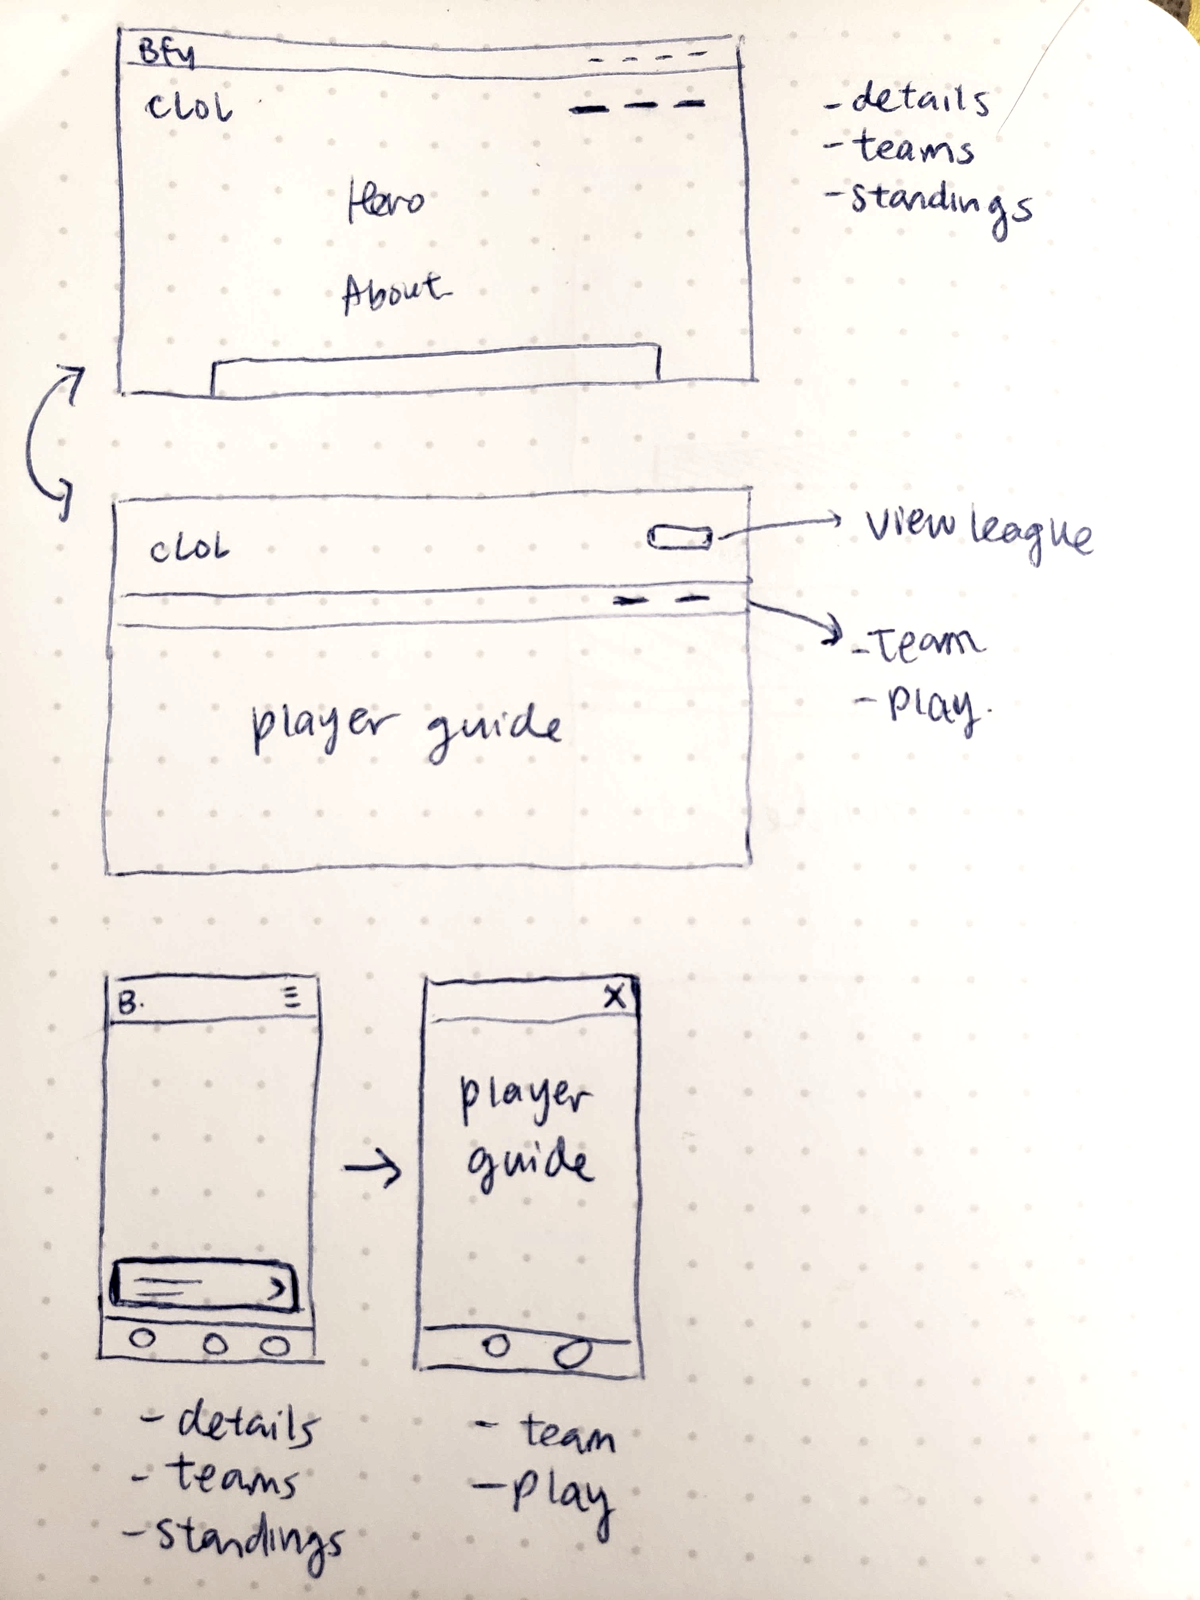 Bfy
CLOL
Hero
About
- details
- teams
- standings
CLOL
view league
- Team
- play.
player guide
B.
X
player
guide
- details
- teams
- standings
- team
- play